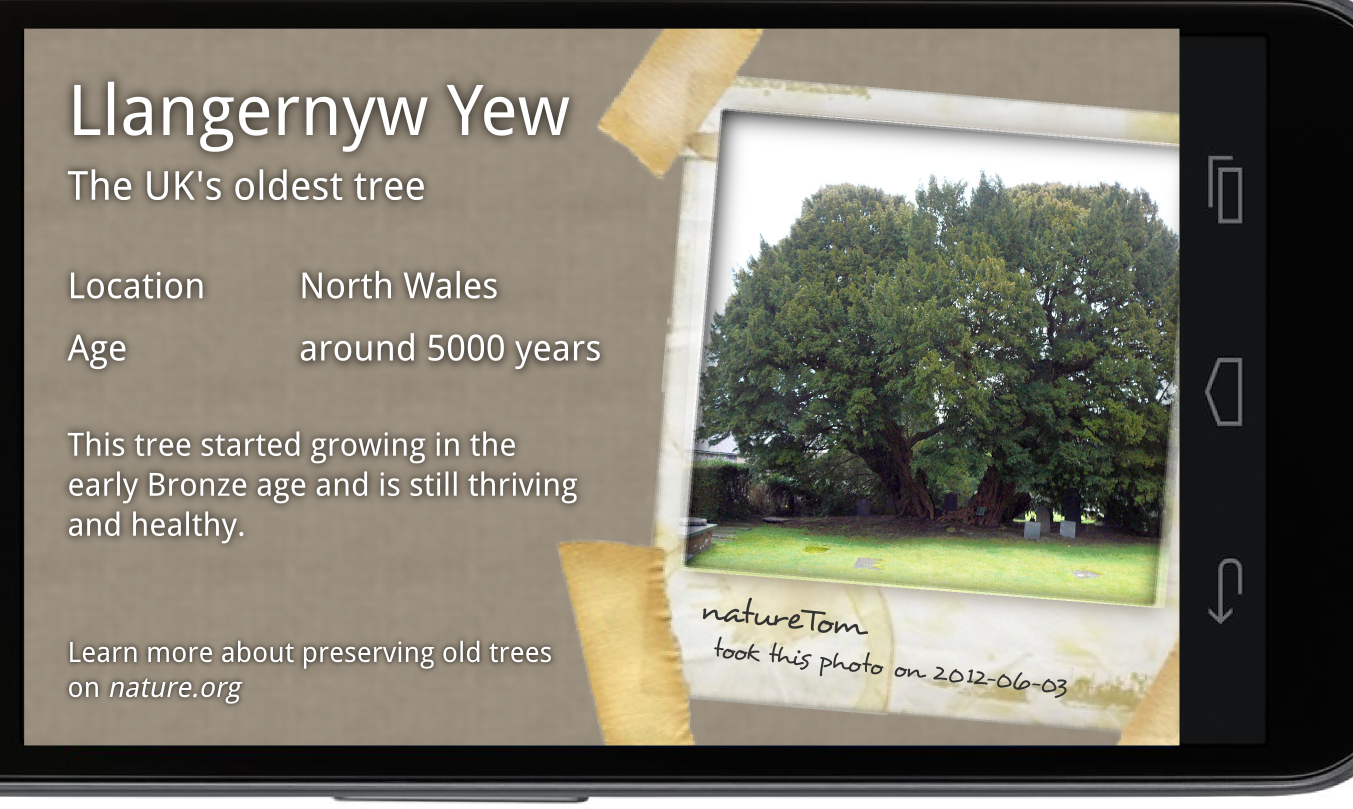 Llangernyw Yew
The UK's oldest tree
Location North Wales
Age around 5000 years
This tree started growing in the
early Bronze age and is still thriving
and healthy.
Learn more about preserving old trees
on nature.org
natureTom
took this photo on 2012-06-03